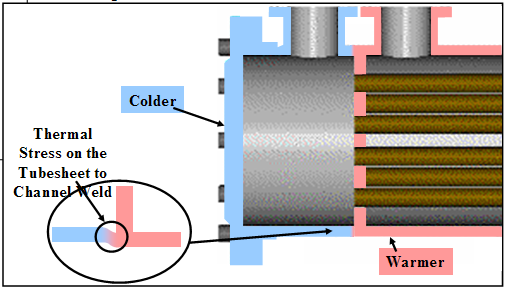 Colder
Thermal
Stress on the
Tubesheet to
Channel Weld
Warmer